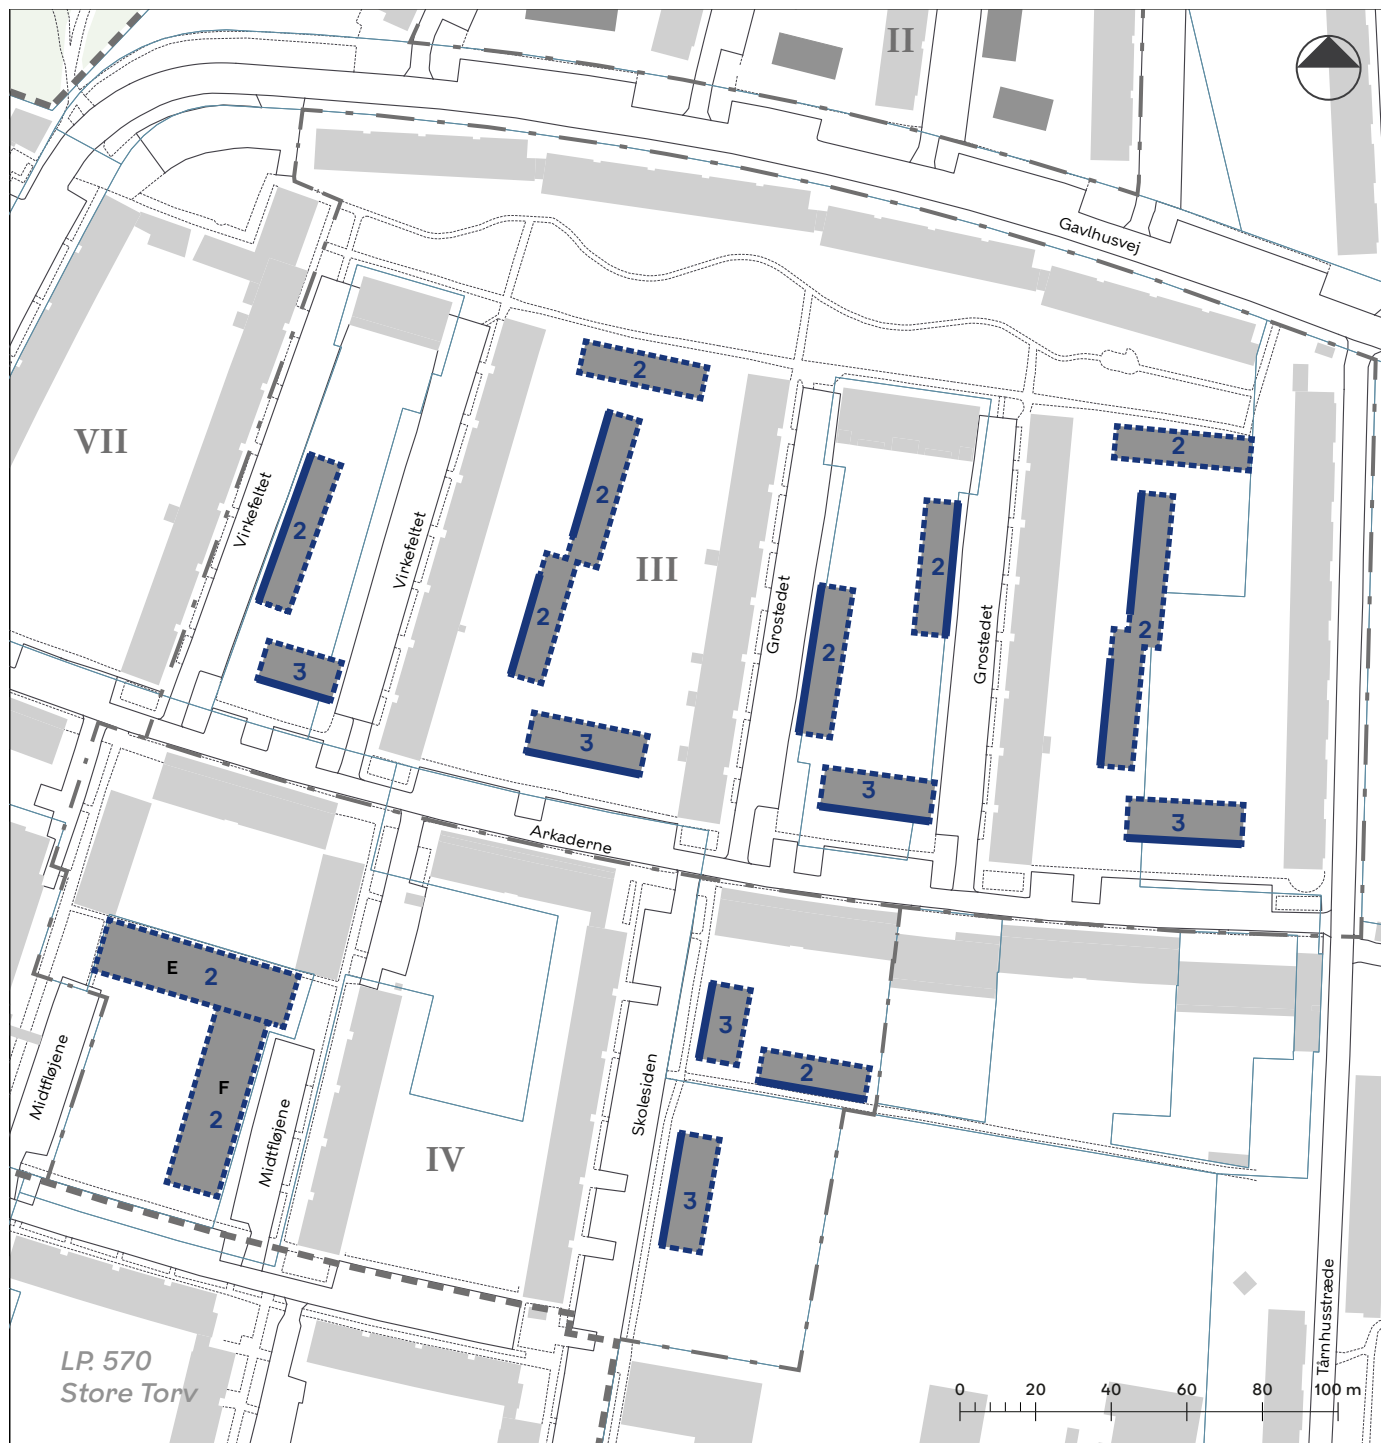 II
Gavlhusvej
2
VII
2
2
Virkefeltet
2
2
Virkefeltet
III
2
Grostedet
2
2
2
Grostedet
2
3
3
3
3
Arkaderne
E
2
3
Midtfløjene
F
2
2
Midtfløjene
Skolesiden
IV
3
Tårnhusstræde
LP. 570
Store Torv
0 20 40 60 80 100 m